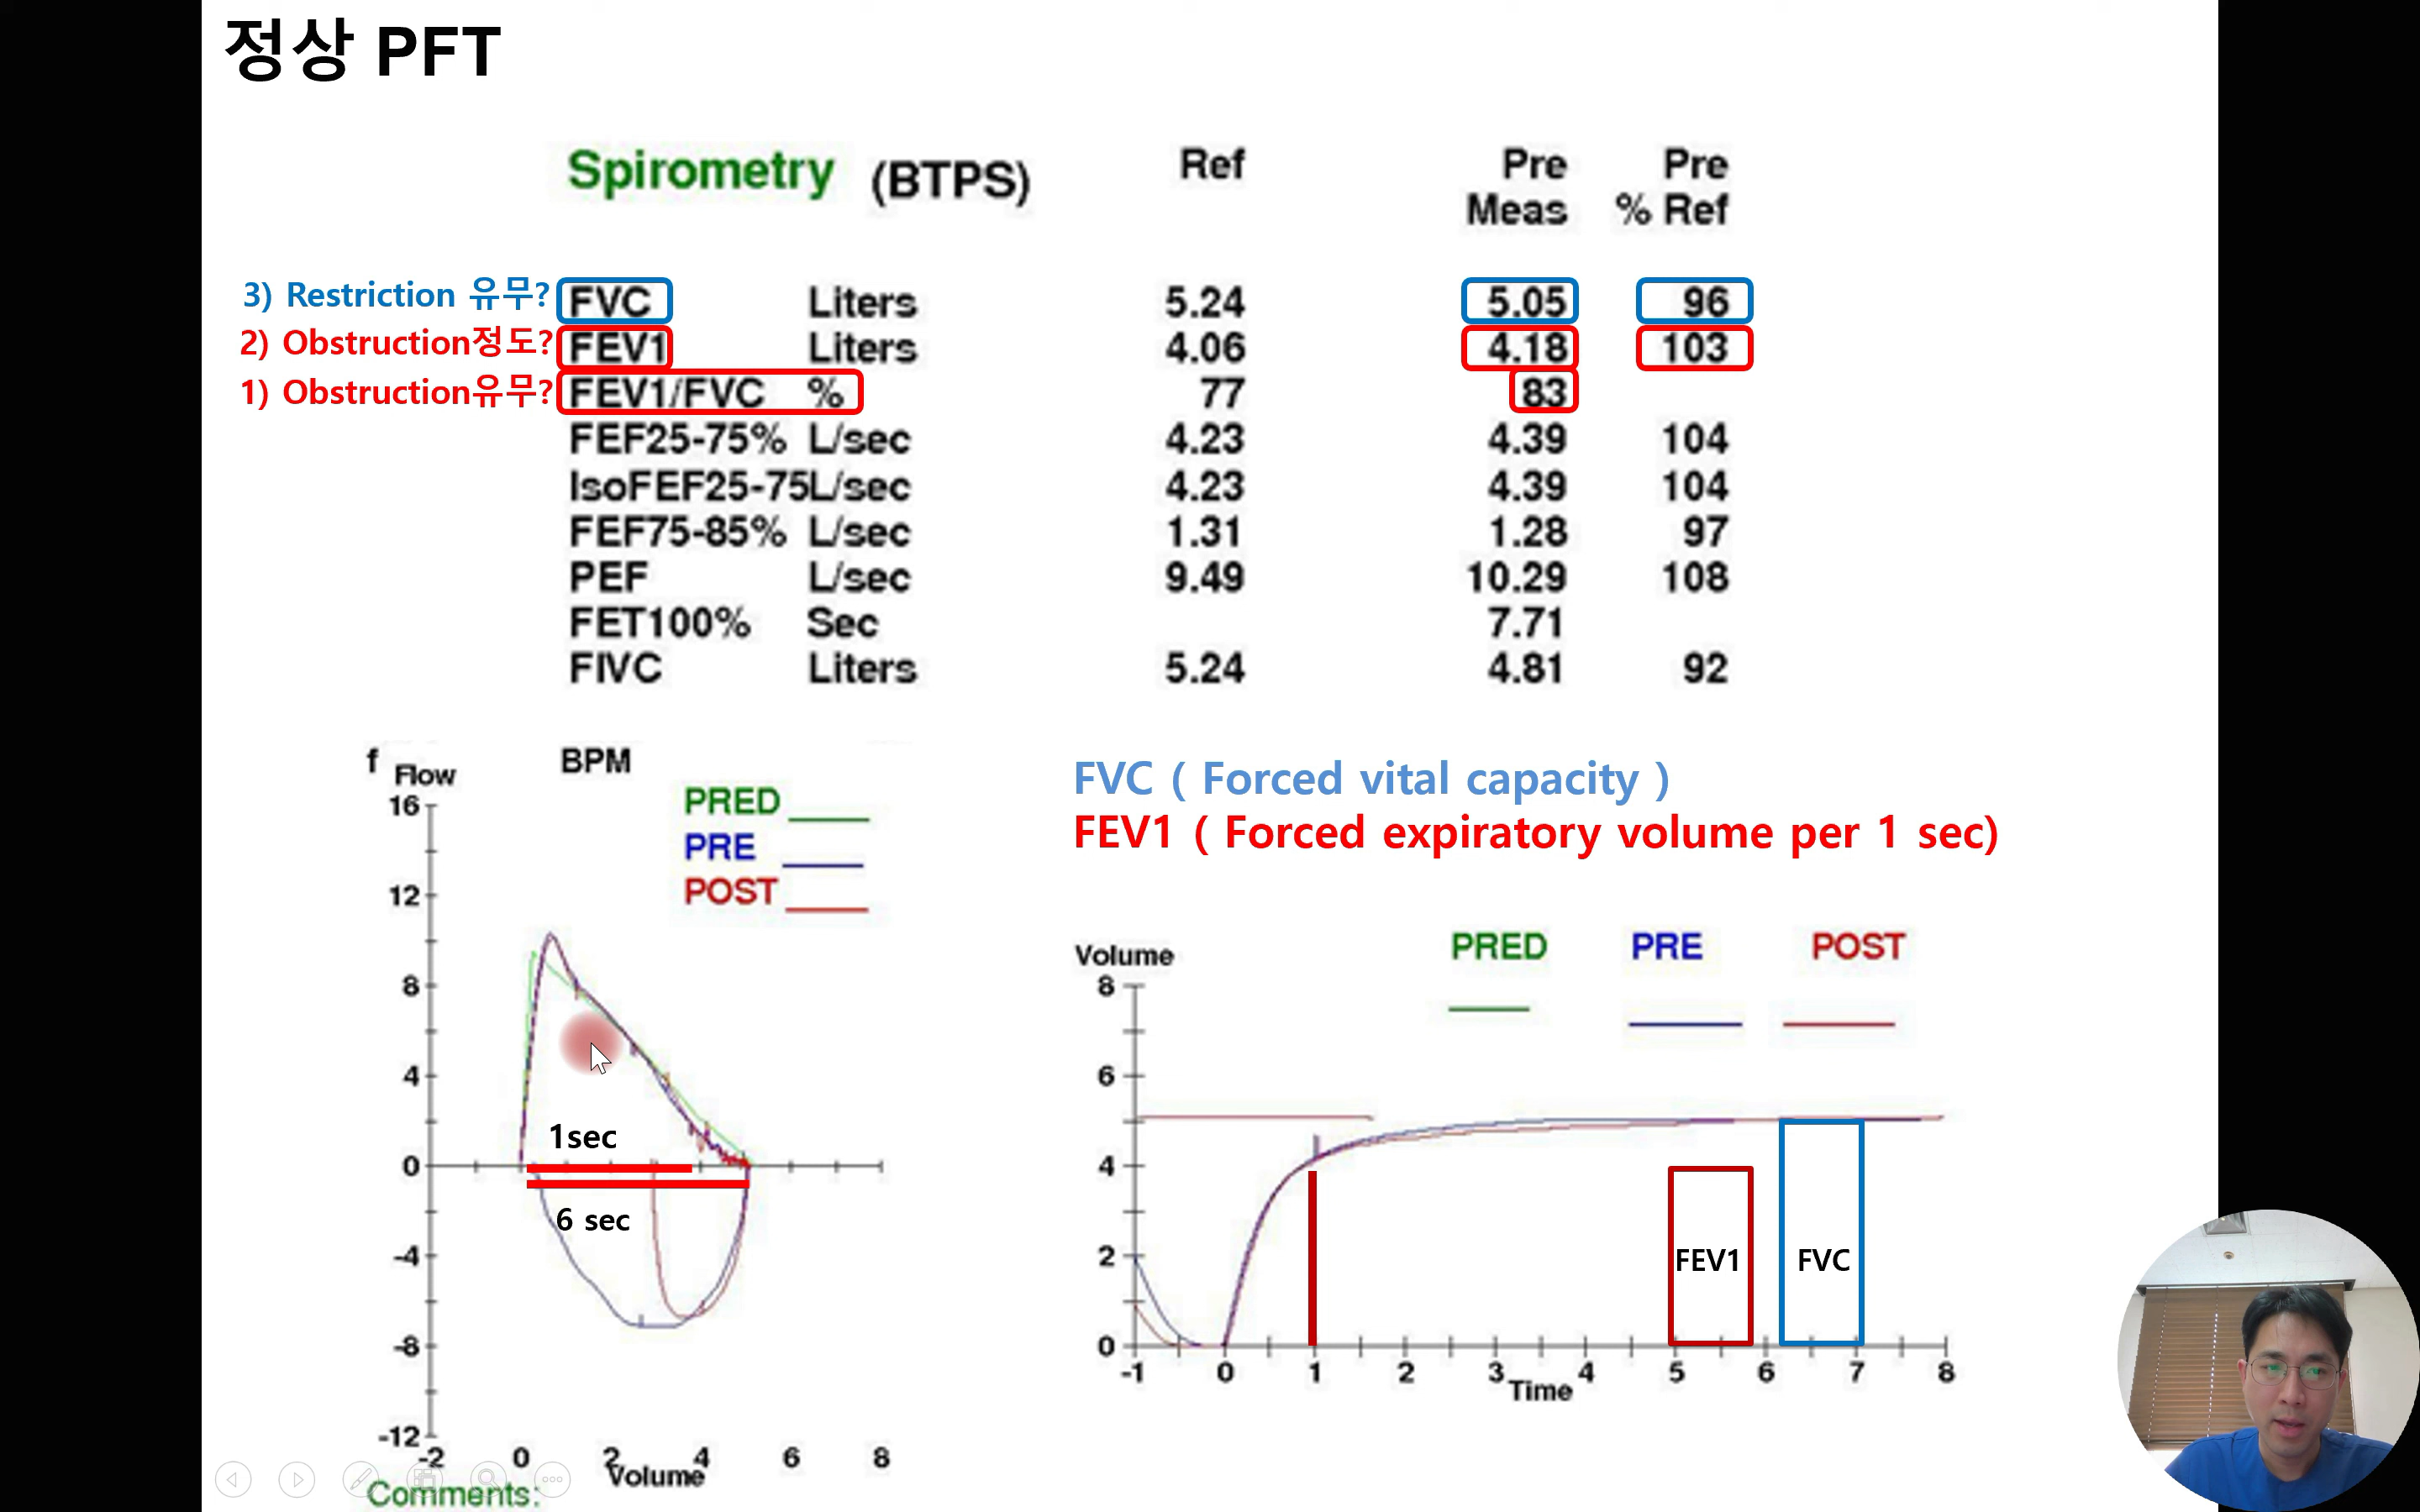 정상 PFT
Spirometry (BTPS) Ref Pre Pre
Meas % Ref
3) Restriction 유무? FVC Liters 5.24 5.05 96
2) Obstruction정도? FEV1 Liters 4.06 4.18 103
1) Obstruction유무? FEV1/FVC % 77 83
FEF25-75% L/sec 4.23 4.39 104
IsoFEF25-75L/sec 4.23 4.39 104
FEF75-85% L/sec 1.31 1.28 97
PEF L/sec 9.49 10.29 108
FET100% Sec 7.71
FIVC Liters 5.24 4.81 92
f Flow BPM
PRED
PRE
POST
16
12
8
4
0
-4
-8
-12
1sec
6 sec
-2 0 2 4 6 8
Volume
Comments:
FVC ( Forced vital capacity )
FEV1 ( Forced expiratory volume per 1 sec)
Volume PRED PRE POST
8
6
4
2
0
FEV1 FVC
-1 0 1 2 3 4 5 6 7 8
Time